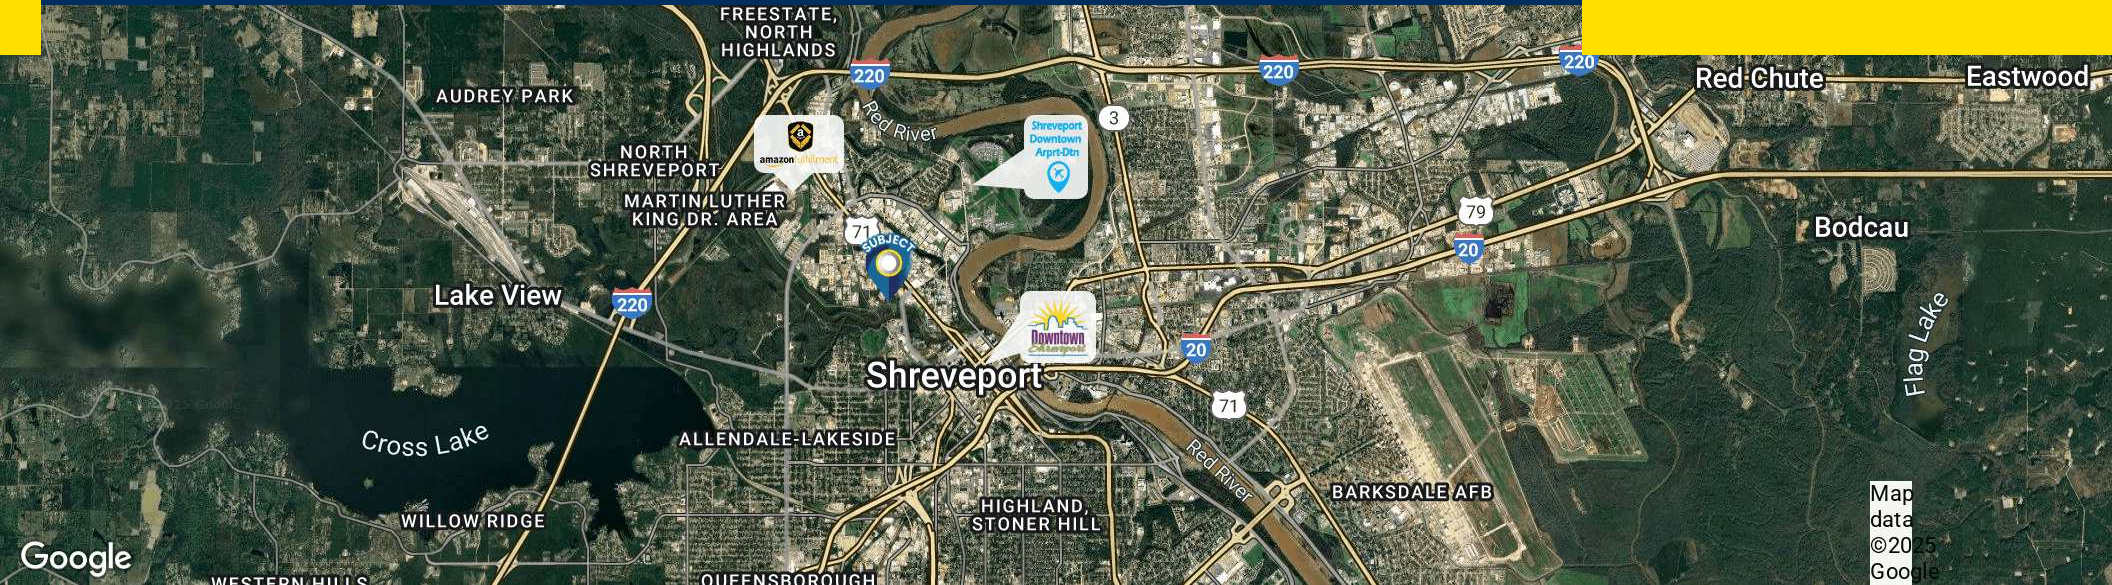 FREESTATE,
NORTH
HIGHLANDS
220
220
220
Red Chute
Eastwood
AUDREY PARK
Red River
3
Shreveport
Downtown
Arprt-Dtn
a
amazonfulfillment
NORTH
SHREVEPORT
MARTIN LUTHER
KING DR. AREA
79
71
SUBJECT
Bodcau
20
Lake View
220
Flag Lake
Downtown
Shreveport
20
Shreveport
71
Cross Lake
ALLENDALE-LAKESIDE
Red River
BARKSDALE AFB
HIGHLAND,
STONER HILL
WILLOW RIDGE
Map
data
©2025
Google
Google
WESTERN HILLS
QUEENSBOROUGH